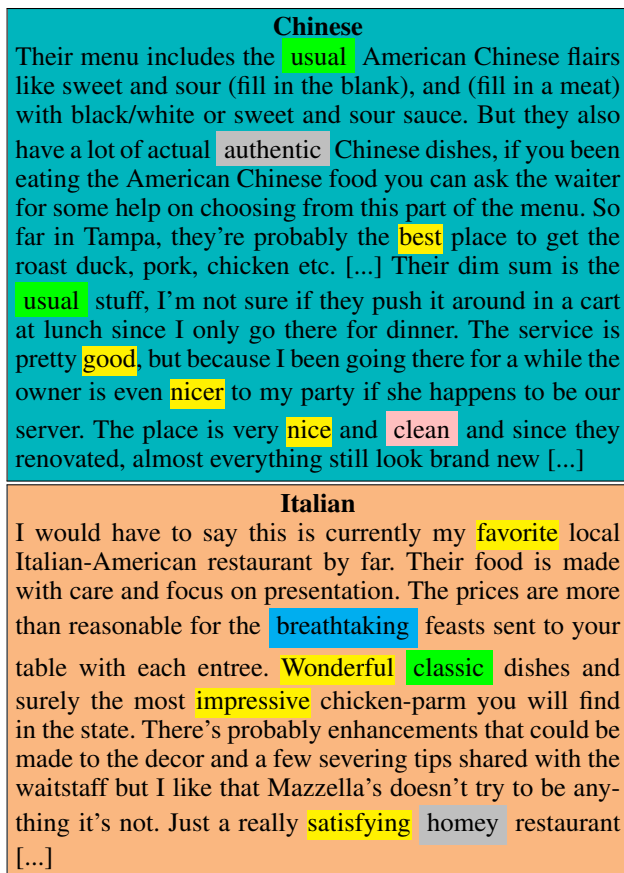 Chinese
Their menu includes the usual American Chinese flairs
like sweet and sour (fill in the blank), and (fill in a meat)
with black/white or sweet and sour sauce. But they also
have a lot of actual authentic Chinese dishes, if you been
eating the American Chinese food you can ask the waiter
for some help on choosing from this part of the menu. So
far in Tampa, they're probably the best place to get the
roast duck, pork, chicken etc. [...] Their dim sum is the
usual stuff, I'm not sure if they push it around in a cart
at lunch since I only go there for dinner. The service is
pretty good, but because I been going there for a while the
owner is even nicer to my party if she happens to be our
server. The place is very nice and clean and since they
renovated, almost everything still look brand new [...]
Italian
I would have to say this is currently my favorite local
Italian-American restaurant by far. Their food is made
with care and focus on presentation. The prices are more
than reasonable for the breathtaking feasts sent to your
table with each entree. Wonderful classic dishes and
surely the most impressive chicken-parm you will find
in the state. There's probably enhancements that could be
made to the decor and a few severing tips shared with the
waitstaff but I like that Mazzella's doesn't try to be any-
thing it's not. Just a really satisfying homey restaurant
[...]